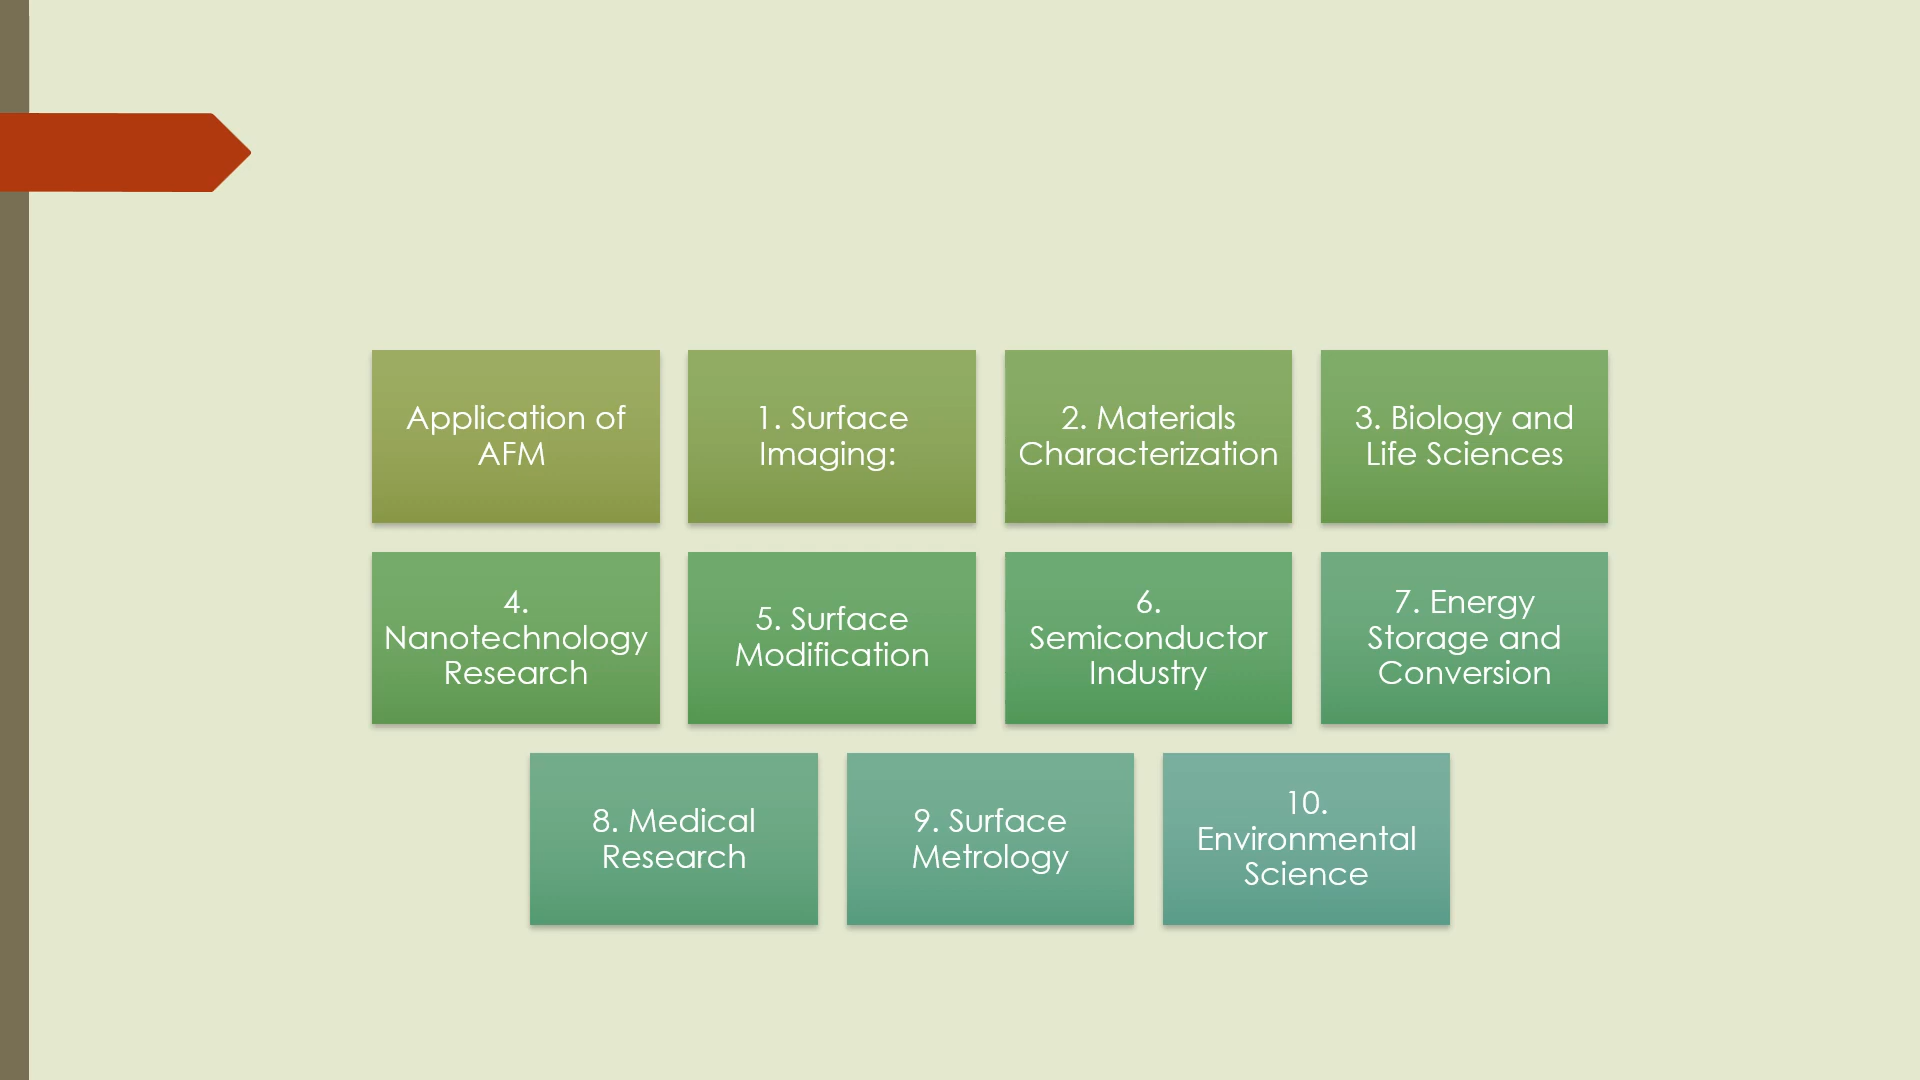 Application of
AFM
1. Surface
Imaging:
2. Materials
Characterization
3. Biology and
Life Sciences
4.
Nanotechnology
Research
5. Surface
Modification
6.
Semiconductor
Industry
7. Energy
Storage and
Conversion
8. Medical
Research
9. Surface
Metrology
10.
Environmental
Science